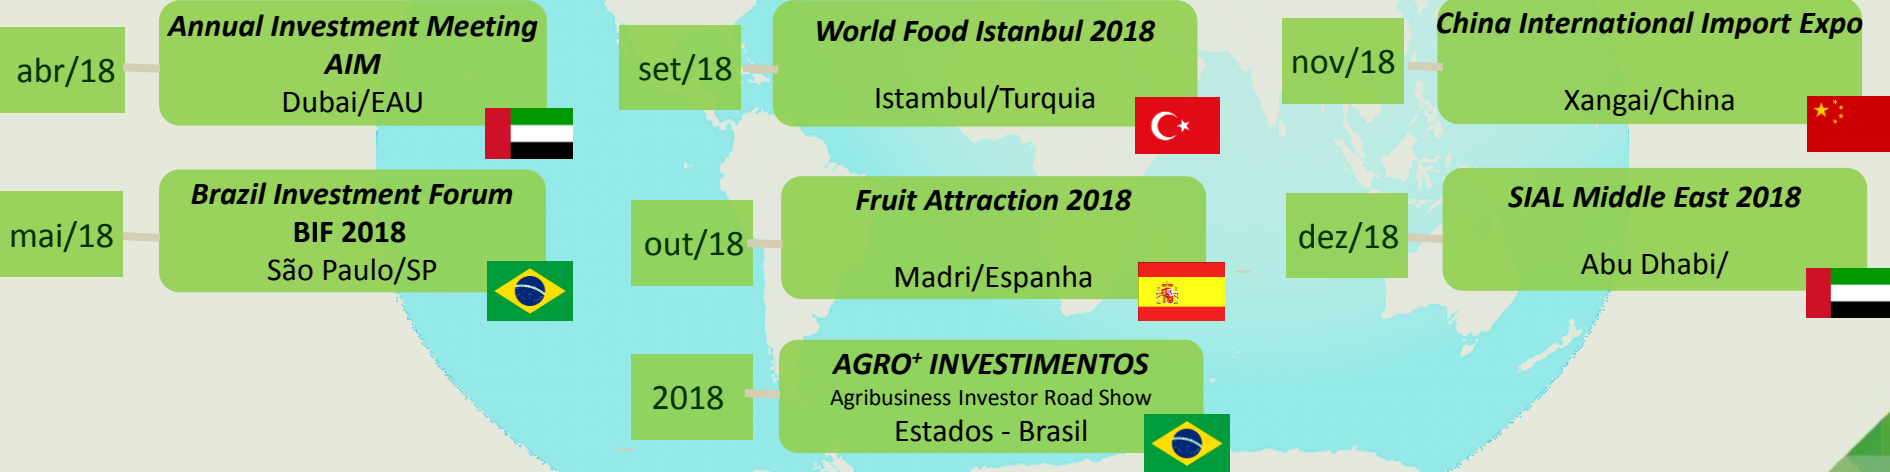 abr/18
Annual Investment Meeting
AIM
Dubai/EAU
mai/18
Brazil Investment Forum
BIF 2018
São Paulo/SP
set/18
World Food Istanbul 2018
Istambul/Turquia
out/18
Fruit Attraction 2018
Madri/Espanha
2018
AGRO⁺ INVESTIMENTOS
Agribusiness Investor Road Show
Estados - Brasil
nov/18
China International Import Expo
Xangai/China
dez/18
SIAL Middle East 2018
Abu Dhabi/